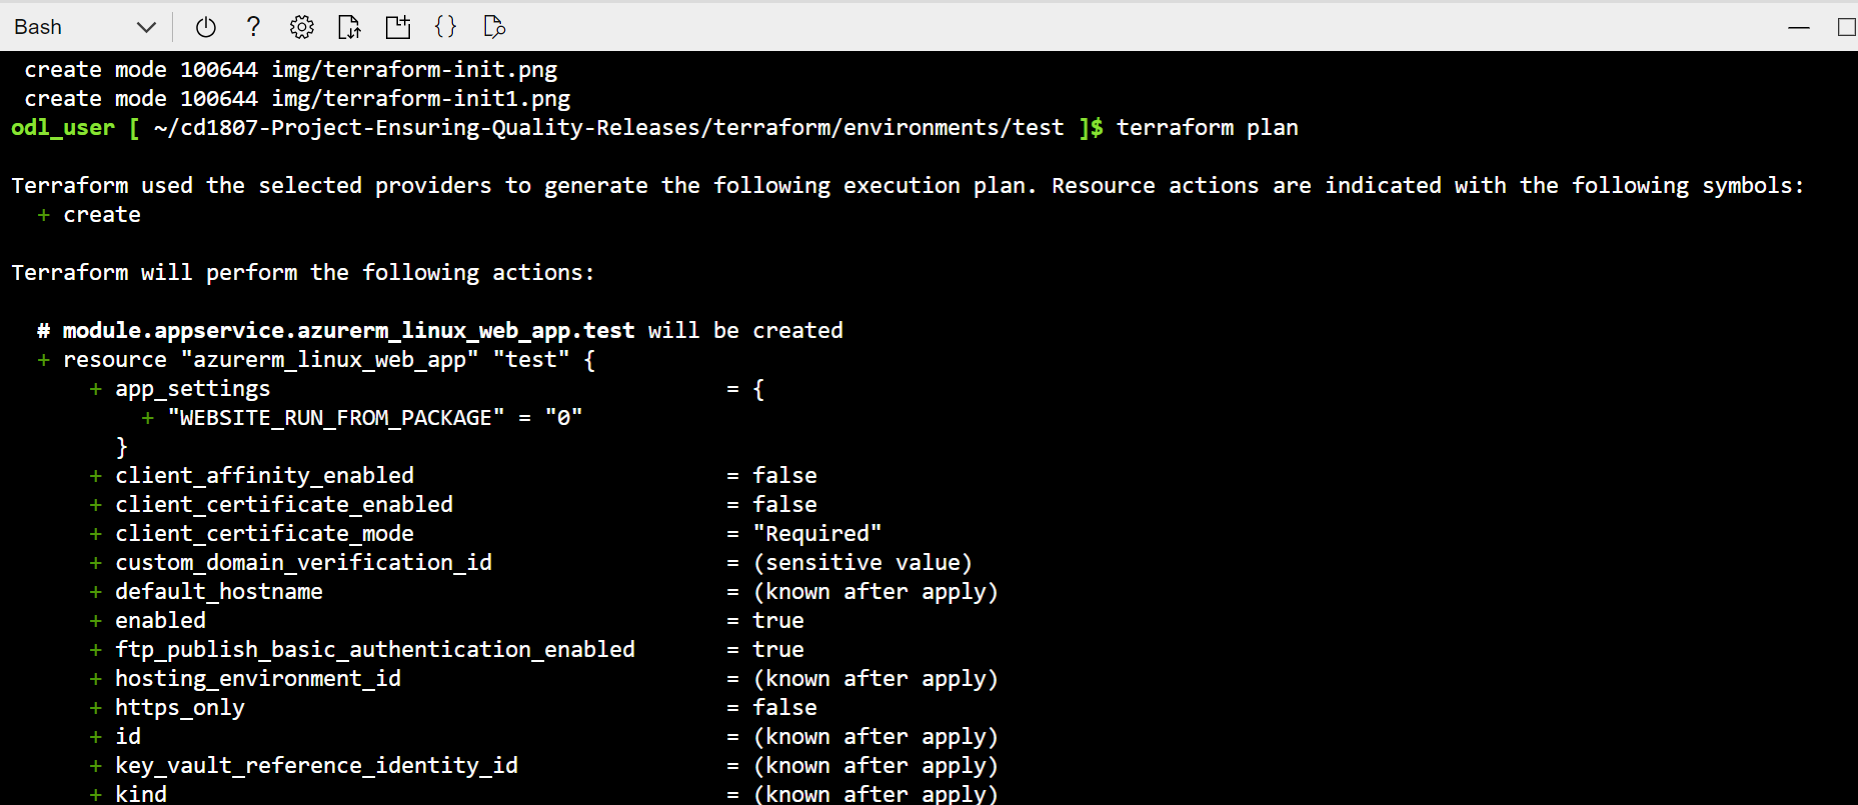 Bash
create mode 100644 img/terraform-init.png
create mode 100644 img/terraform-init1.png
odl_user [ ~/cd1807-Project-Ensuring-Quality-Releases/terraform/environments/test ]$ terraform plan
Terraform used the selected providers to generate the following execution plan. Resource actions are indicated with the following symbols:
+ create
Terraform will perform the following actions:
# module.appservice.azurerm_linux_web_app.test will be created
+ resource "azurerm_linux_web_app" "test" {
+ app_settings = {
+ "WEBSITE_RUN_FROM_PACKAGE" = "0"
}
+ client_affinity_enabled = false
+ client_certificate_enabled = false
+ client_certificate_mode = "Required"
+ custom_domain_verification_id = (sensitive value)
+ default_hostname = (known after apply)
+ enabled = true
+ ftp_publish_basic_authentication_enabled = true
+ hosting_environment_id = (known after apply)
+ https_only = false
+ id = (known after apply)
+ key_vault_reference_identity_id = (known after apply)
+ kind = (known after apply)